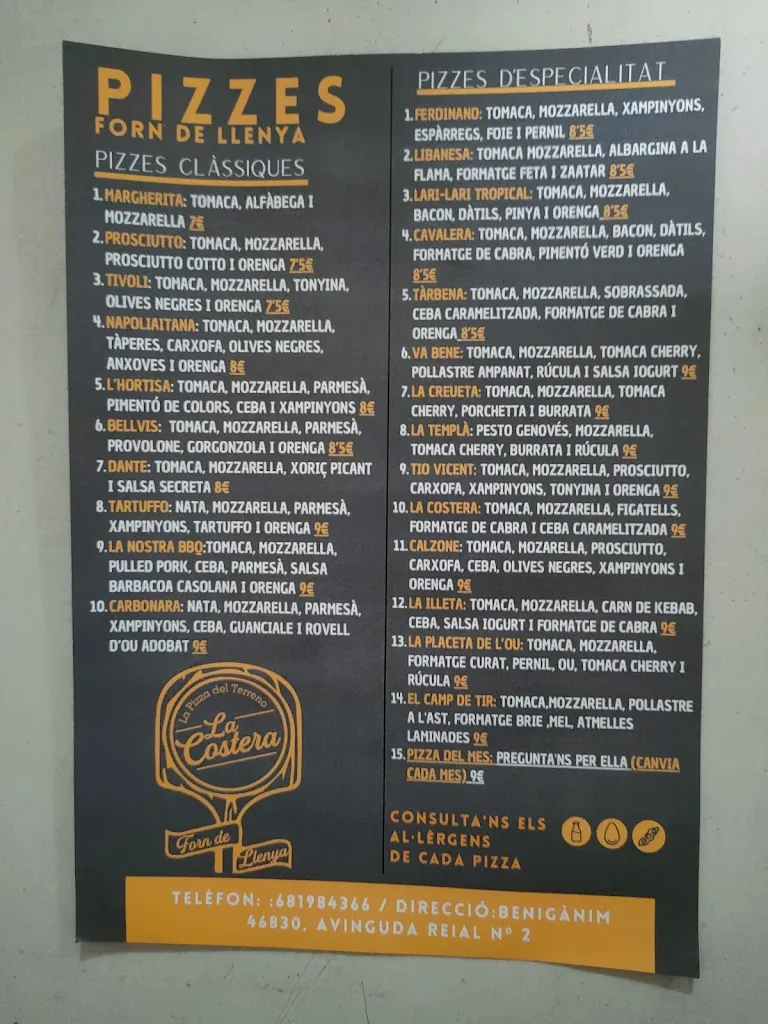 PIZZES
FORN DE LLENYA
PIZZES CLÀSSIQUES
1. MARGHERITA: TOMACA, ALFÀBEGA I
MOZZARELLA 7€
2. PROSCIUTTO: TOMACA, MOZZARELLA,
PROSCIUTTO COTTO I ORENGA 7'5€
3. TIVOLI: TOMACA, MOZZARELLA, TONYINA,
OLIVES NEGRES I ORENGA 7'5€
4. NAPOLIAITANA: TOMACA, MOZZARELLA,
TÀPERES, CARXOFA, OLIVES NEGRES,
ANXOVES I ORENGA 8€
5. L'HORTISA: TOMACA, MOZZARELLA, PARMESÀ,
PIMENTÓ DE COLORS, CEBA I XAMPINYONS 8€
6. BELLVIS: TOMACA, MOZZARELLA, PARMESÀ,
PROVOLONE, GORGONZOLA I ORENGA 8'5€
7. DANTE: TOMACA, MOZZARELLA, XORIÇ PICANT
I SALSA SECRETA 8€
8. TARTUFFO: NATA, MOZZARELLA, PARMESÀ,
XAMPINYONS, TARTUFFO I ORENGA 9€
9. LA NOSTRA BBQ:TOMACA, MOZZARELLA,
PULLED PORK, CEBA, PARMESÀ, SALSA
BARBACOA CASOLANA I ORENGA 9€
10. CARBONARA: NATA, MOZZARELLA, PARMESÀ,
XAMPINYONS, CEBA, GUANCIALE I ROVELL
D'OU ADOBAT 9€
La Pizza del Terreno
La
Costera
Forn de
Llenya
PIZZES D'ESPECIALITAT
1. FERDINAND: TOMACA, MOZZARELLA, XAMPINYONS,
ESPÀRREGS, FOIE I PERNIL 8'5€
2. LIBANESA: TOMACA MOZZARELLA, ALBARGINA A LA
FLAMA, FORMATGE FETA I ZAATAR 8'5€
3. LARI-LARI TROPICAL: TOMACA, MOZZARELLA,
BACON, DÀTILS, PINYA I ORENGA 8'5€
4. CAVALERA: TOMACA, MOZZARELLA, BACON, DÀTILS,
FORMATGE DE CABRA, PIMENTÓ VERD I ORENGA
8'5€
5. TÀRBENA: TOMACA, MOZZARELLA, SOBRASSADA,
CEBA CARAMELITZADA, FORMATGE DE CABRA I
ORENGA 8'5€
6. VA BENE: TOMACA, MOZZARELLA, TOMACA CHERRY,
POLLASTRE AMPANAT, RÚCULA I SALSA IOGURT 9€
7. LA CREUETA: TOMACA, MOZZARELLA, TOMACA
CHERRY, PORCHETTA I BURRATA 9€
8. LA TEMPLÀ: PESTO GENOVÉS, MOZZARELLA,
TOMACA CHERRY, BURRATA I RÚCULA 9€
9. TIO VICENT: TOMACA, MOZZARELLA, PROSCIUTTO,
CARXOFA, XAMPINYONS, TONYINA I ORENGA 9€
10. LA COSTERA: TOMACA, MOZZARELLA, FIGATELLS,
FORMATGE DE CABRA I CEBA CARAMELITZADA 9€
11. CALZONE: TOMACA, MOZARELLA, PROSCIUTTO,
CARXOFA, CEBA, OLIVES NEGRES, XAMPINYONS I
ORENGA 9€
12. LA ILLETA: TOMACA, MOZZARELLA, CARN DE KEBAB,
CEBA, SALSA IOGURT I FORMATGE DE CABRA 9€
13. LA PLACETA DE L'OU: TOMACA, MOZZARELLA,
FORMATGE CURAT, PERNIL, OU, TOMACA CHERRY I
RÚCULA 9€
14. EL CAMP DE TIR: TOMACA,MOZZARELLA, POLLASTRE
A L'AST, FORMATGE BRIE ,MEL, ATMELLES
LAMINADES 9€
15. PIZZA DEL MES: PREGUNTA'NS PER ELLA (CANVIA
CADA MES) 9€
CONSULTA'NS ELS
AL·LÈRGENS
DE CADA PIZZA
TELÈFON: :681984366 / DIRECCIÓ:BENIGÀNIM
46830, AVINGUDA REIAL Nº 2